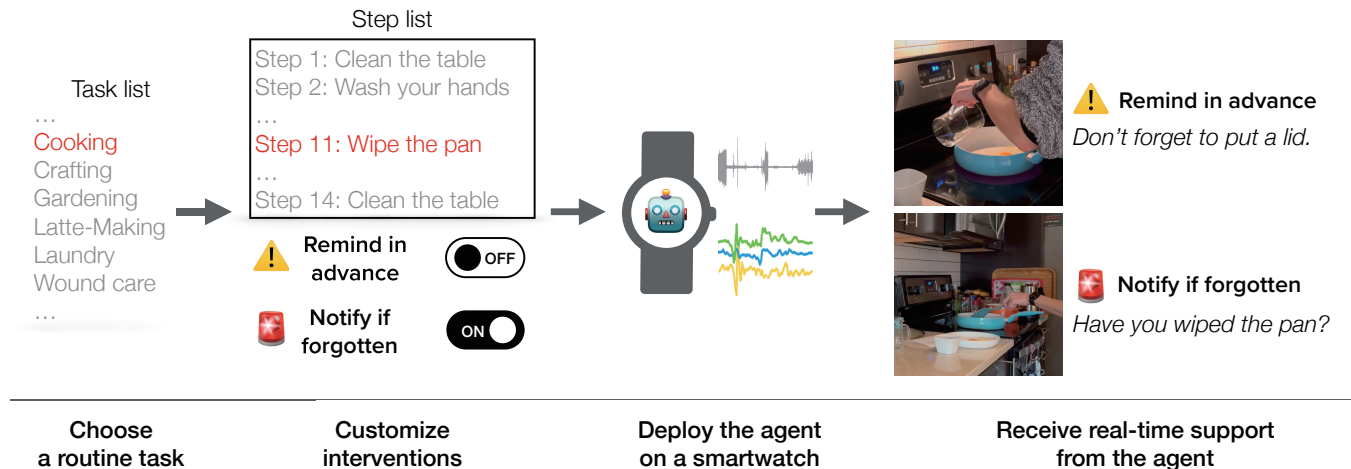 Task list
…
Cooking
Crafting
Gardening
Latte-Making
Laundry
Wound care
…
Step list
Step 1: Clean the table
Step 2: Wash your hands
…
Step 11: Wipe the pan
…
Step 14: Clean the table
Remind in
advance
OFF
Notify if
forgotten
ON
Remind in advance
Don't forget to put a lid.
Notify if forgotten
Have you wiped the pan?
Choose
a routine task
Customize
interventions
Deploy the agent
on a smartwatch
Receive real-time support
from the agent